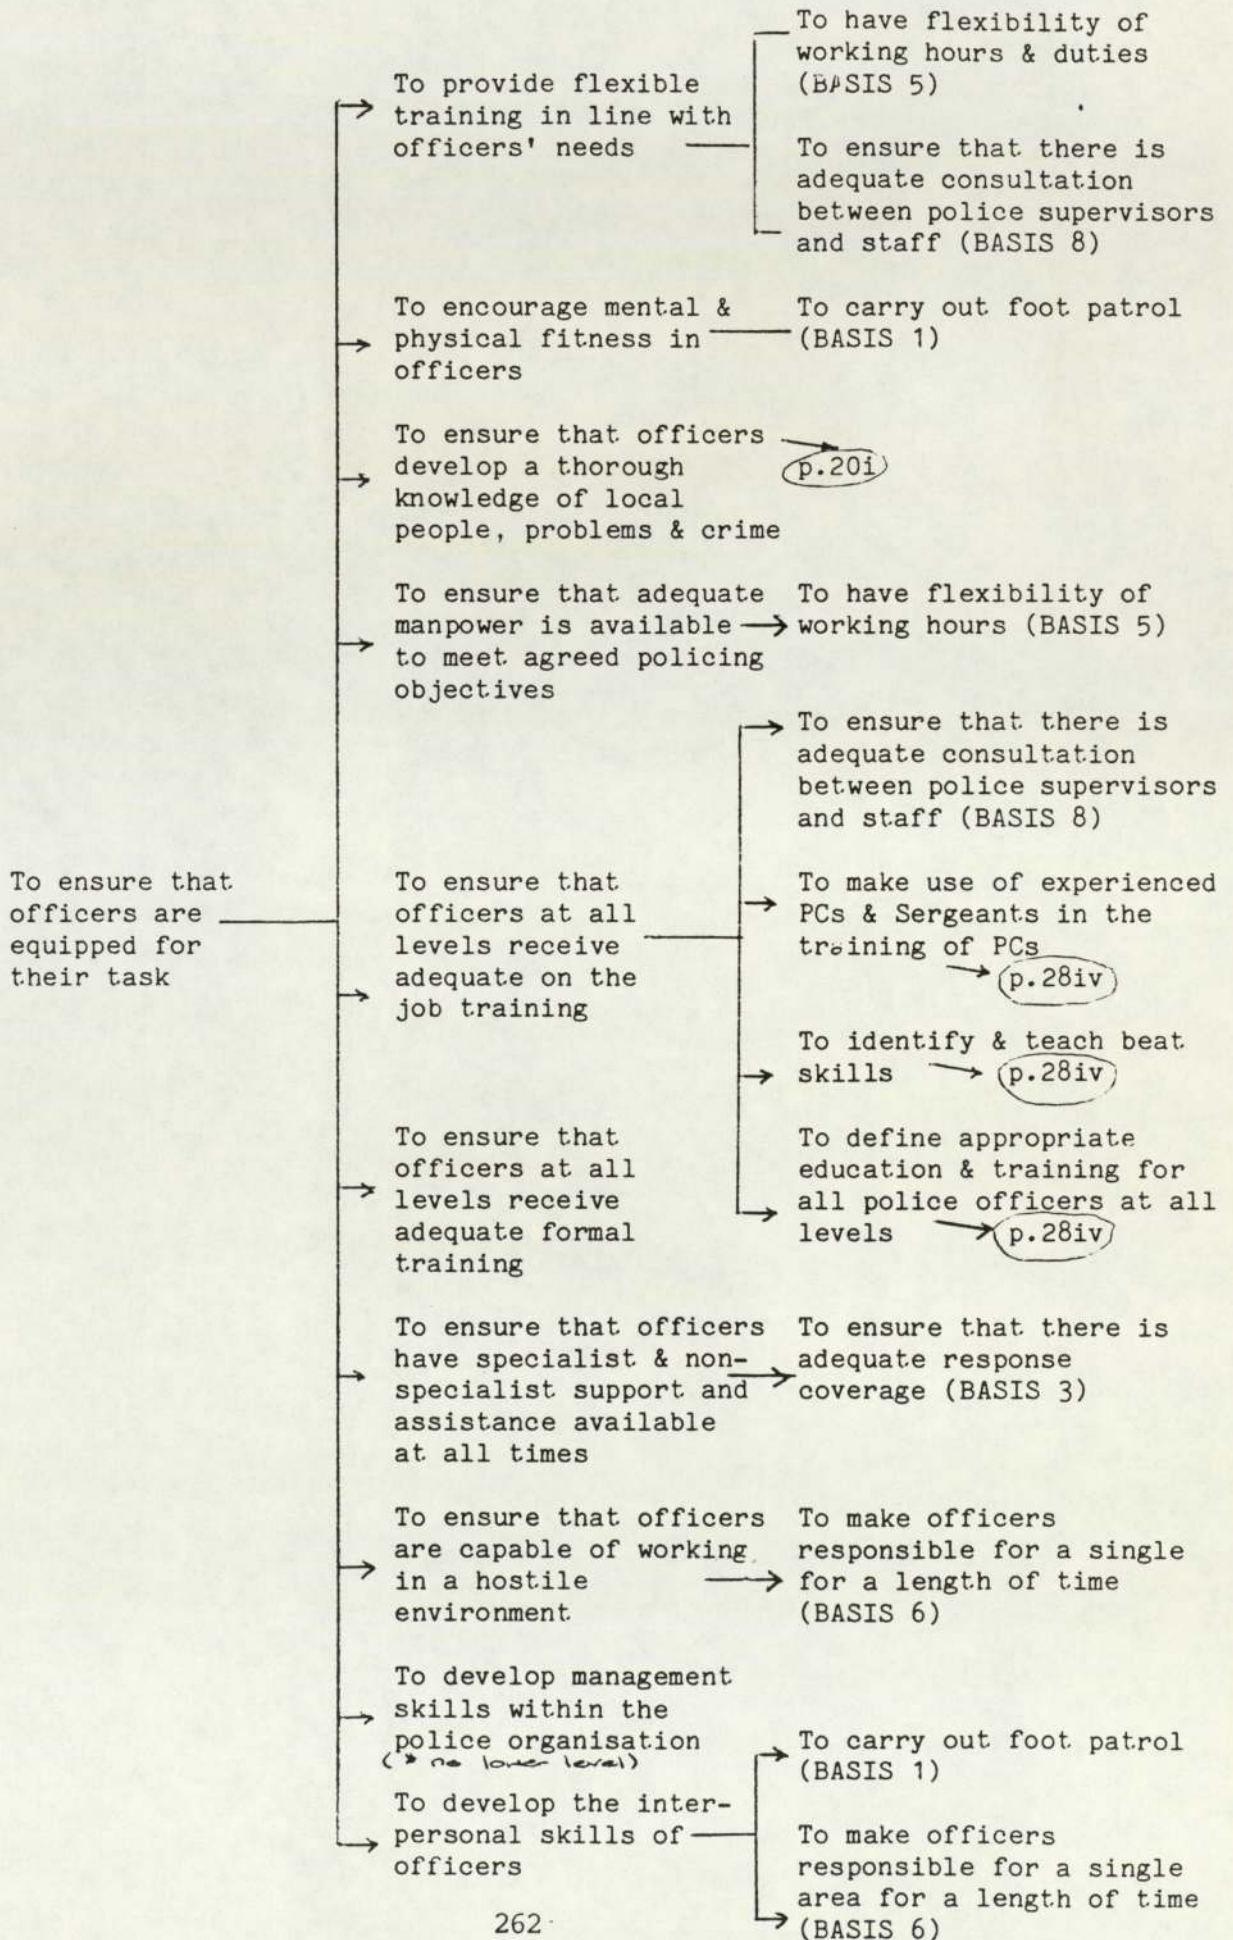 To have flexibility of
working hours & duties
(BASIS 5)
To provide flexible
training in line with
officers' needs
To ensure that there is
adequate consultation
between police supervisors
and staff (BASIS 8)
To encourage mental &
physical fitness in
officers
To carry out foot patrol
(BASIS 1)
To ensure that officers
develop a thorough
knowledge of local
people, problems & crime
p.20i
To ensure that adequate
manpower is available
to meet agreed policing
objectives
To have flexibility of
working hours (BASIS 5)
To ensure that there is
adequate consultation
between police supervisors
and staff (BASIS 8)
To ensure that
officers are
equipped for
their task
To ensure that
officers at all
levels receive
adequate on the
job training
To make use of experienced
PCs & Sergeants in the
training of PCs
p.28iv
To identify & teach beat
skills
p.28iv
To ensure that
officers at all
levels receive
adequate formal
training
To define appropriate
education & training for
all police officers at all
levels
p.28iv
To ensure that officers
have specialist & non-
specialist support and
assistance available
at all times
To ensure that there is
adequate response
coverage (BASIS 3)
To ensure that officers
are capable of working
in a hostile
environment
To make officers
responsible for a single
for a length of time
(BASIS 6)
To develop management
skills within the
police organisation
(* no lower level)
To develop the inter-
personal skills of
officers
To carry out foot patrol
(BASIS 1)
To make officers
responsible for a single
area for a length of time
(BASIS 6)
262